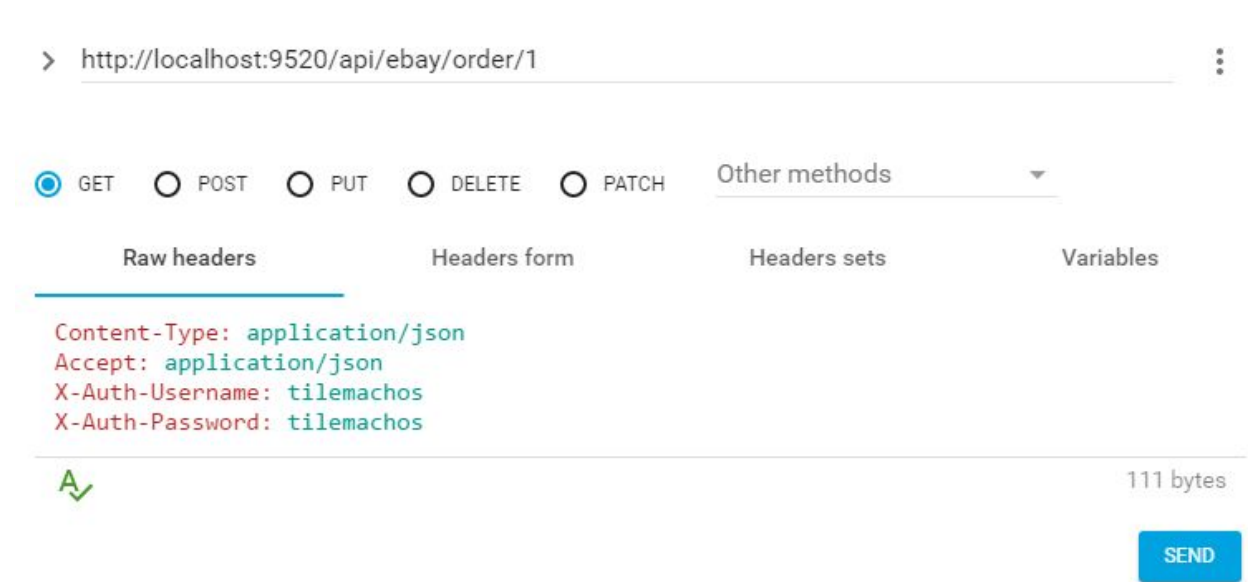 http://localhost:9520/api/ebay/order/1
GET POST PUT DELETE PATCH Other methods
Raw headers Headers form Headers sets Variables
Content-Type: application/json
Accept: application/json
X-Auth-Username: tilemachos
X-Auth-Password: tilemachos
111 bytes
SEND